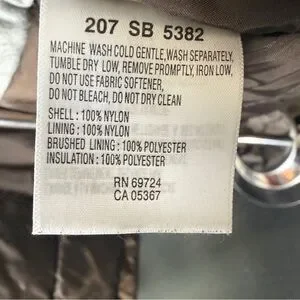 207 SB 5382
MACHINE WASH COLD GENTLE, WASH SEPARATELY,
TUMBLE DRY LOW, REMOVE PROMPTLY, IRON LOW,
DO NOT USE FABRIC SOFTENER,
DO NOT BLEACH, DO NOT DRY CLEAN
SHELL : 100% NYLON
LINING : 100% NYLON
BRUSHED LINING : 100% POLYESTER
INSULATION : 100% POLYESTER
RN 69724
CA 05367